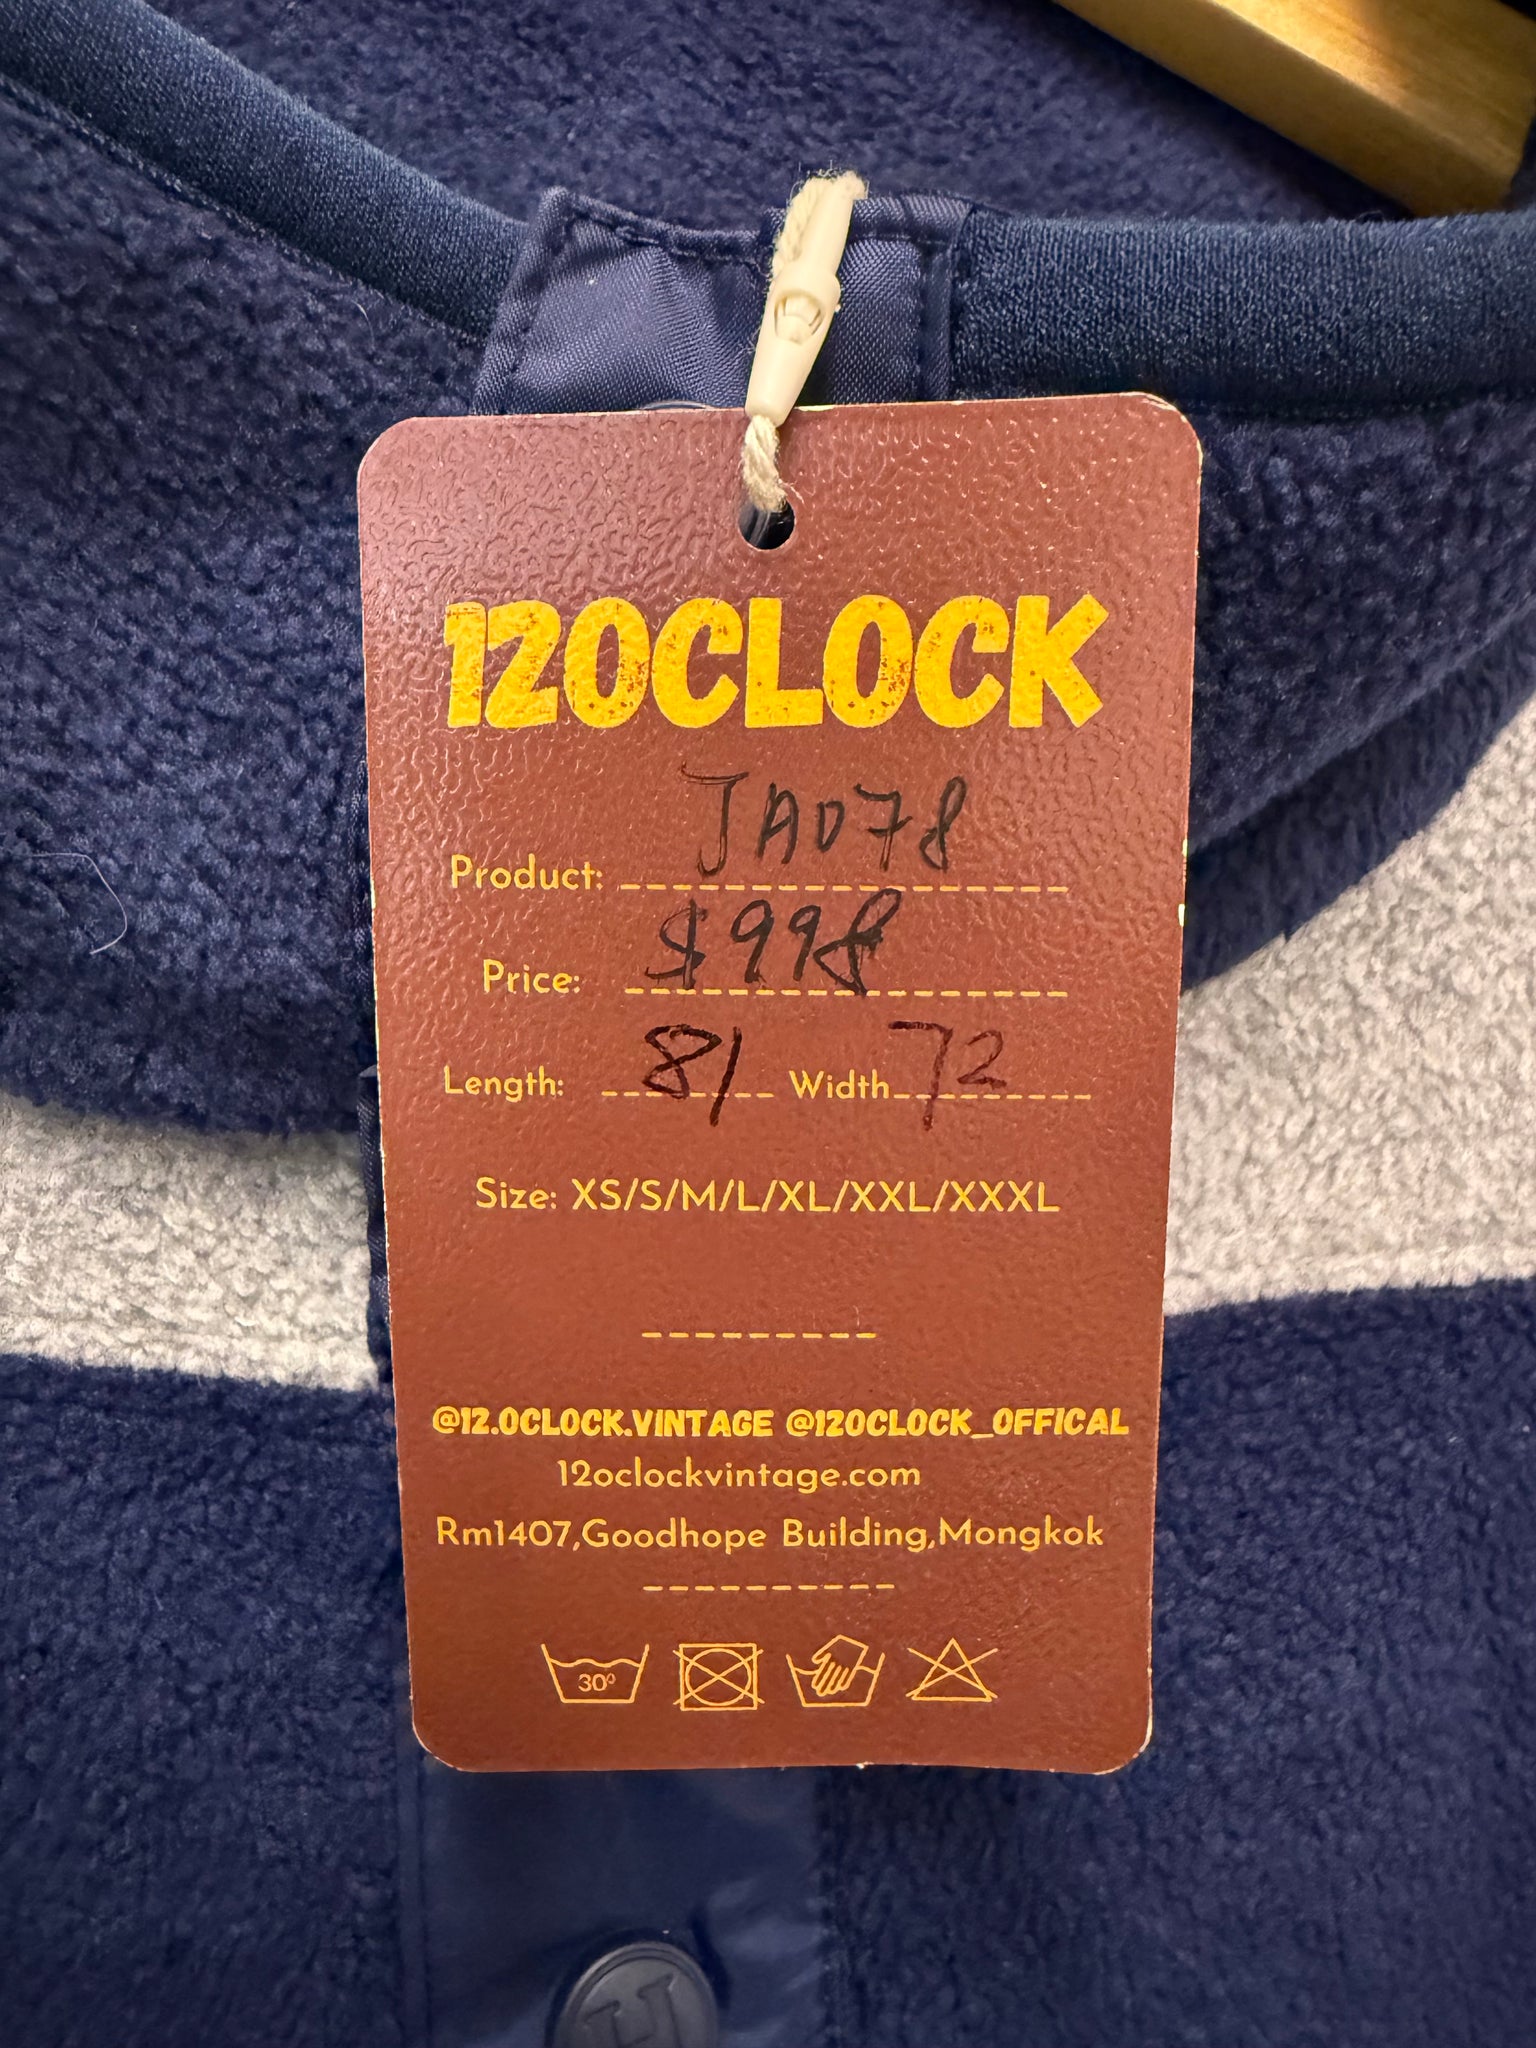 12OCLOCK
Product: JA078
Price: $998
Length: 81 Width 72
Size: XS/S/M/L/XL/XXL/XXXL
@12.OCLOCK.VINTAGE @12OCLOCK_OFFICAL
12oclockvintage.com
Rm1407,Goodhope Building,Mongkok
30°
H